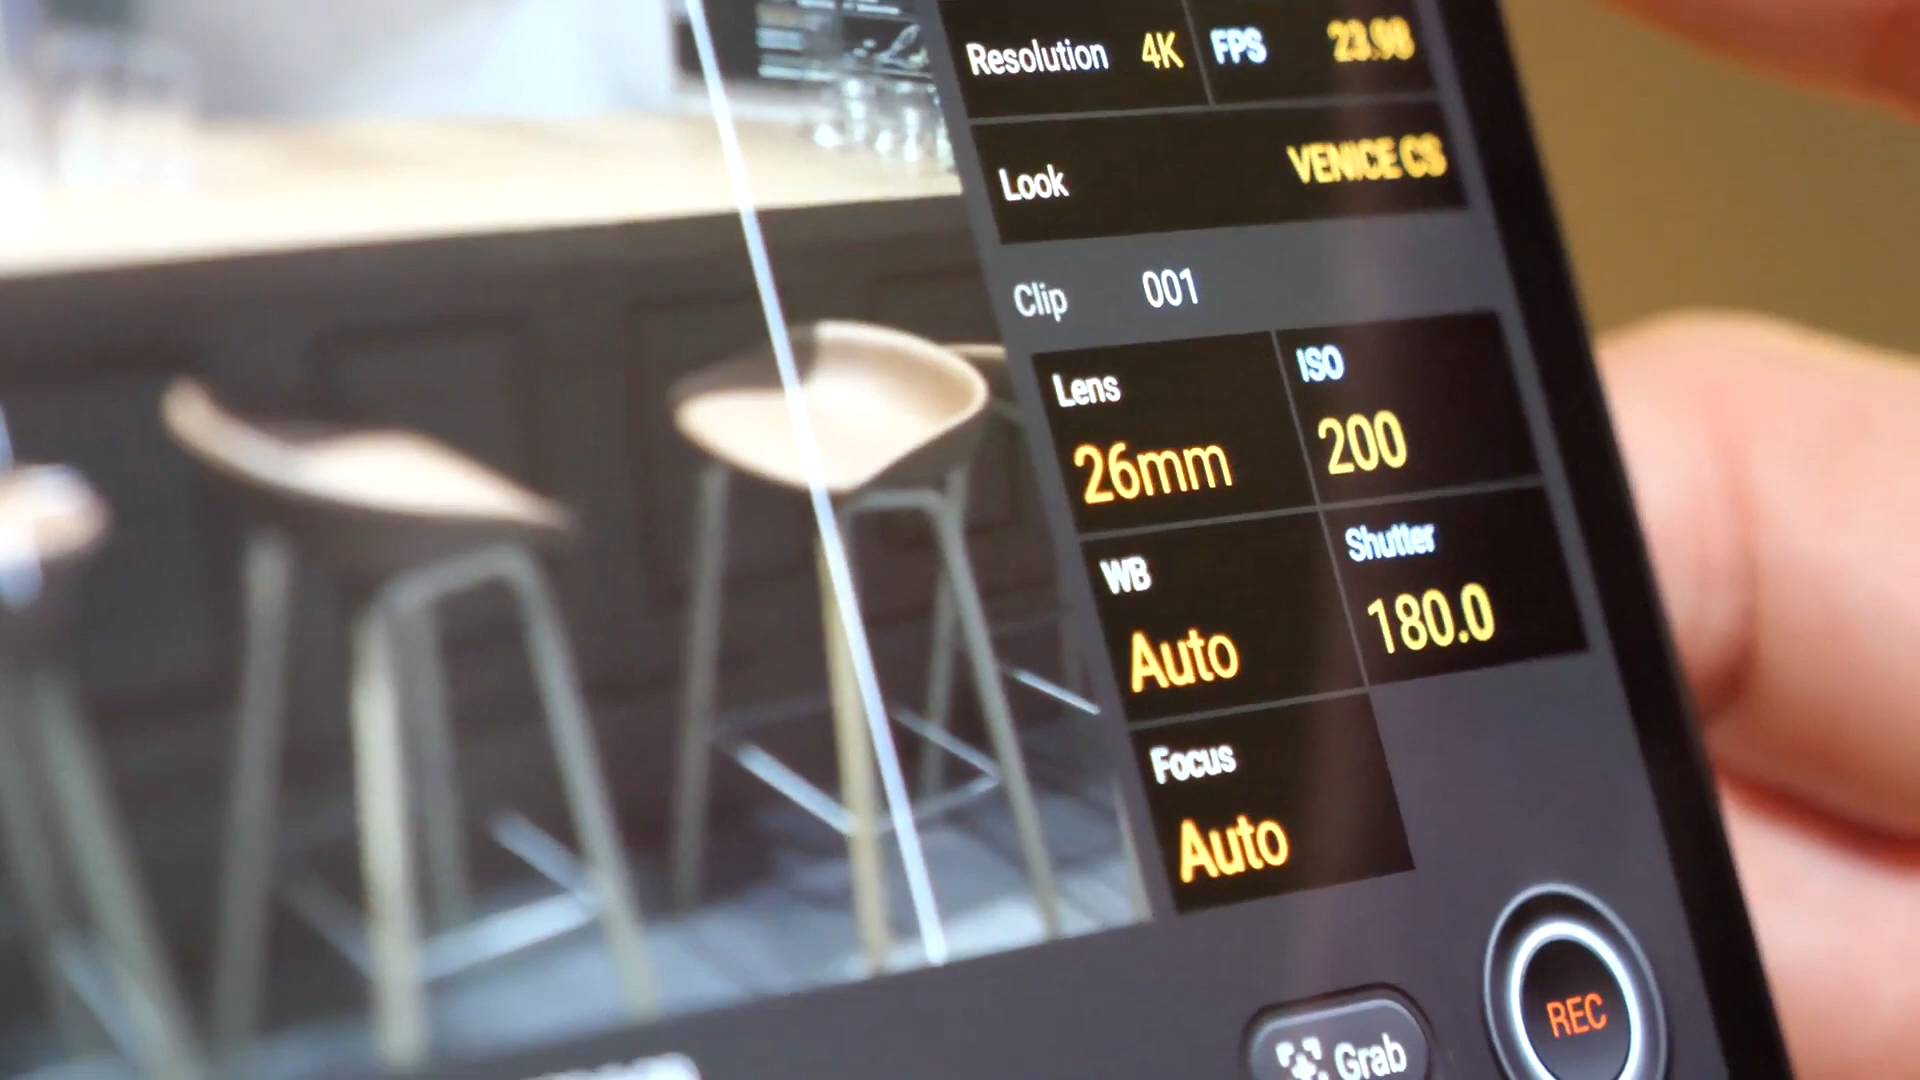 Resolution 4K FPS 23.98
Look VENICE CS
Clip 001
Lens 26mm
ISO 200
WB Auto
Shutter 180.0
Focus Auto
Grab
REC